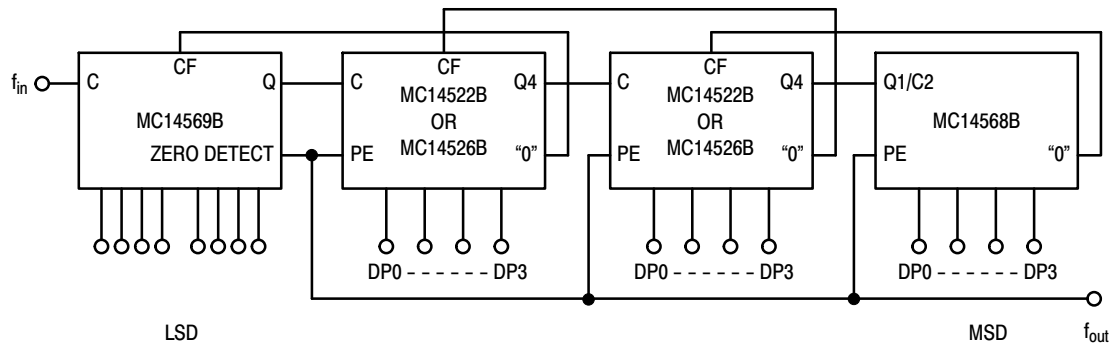 CF CF CF
f_in C Q C Q4 C Q4 Q1/C2
MC14569B MC14522B OR MC14526B MC14522B OR MC14526B MC14568B
ZERO DETECT PE "0" PE "0" PE "0"
DP0 - - - - - - DP3 DP0 - - - - - - DP3 DP0 - - - - - - DP3
LSD MSD f_out